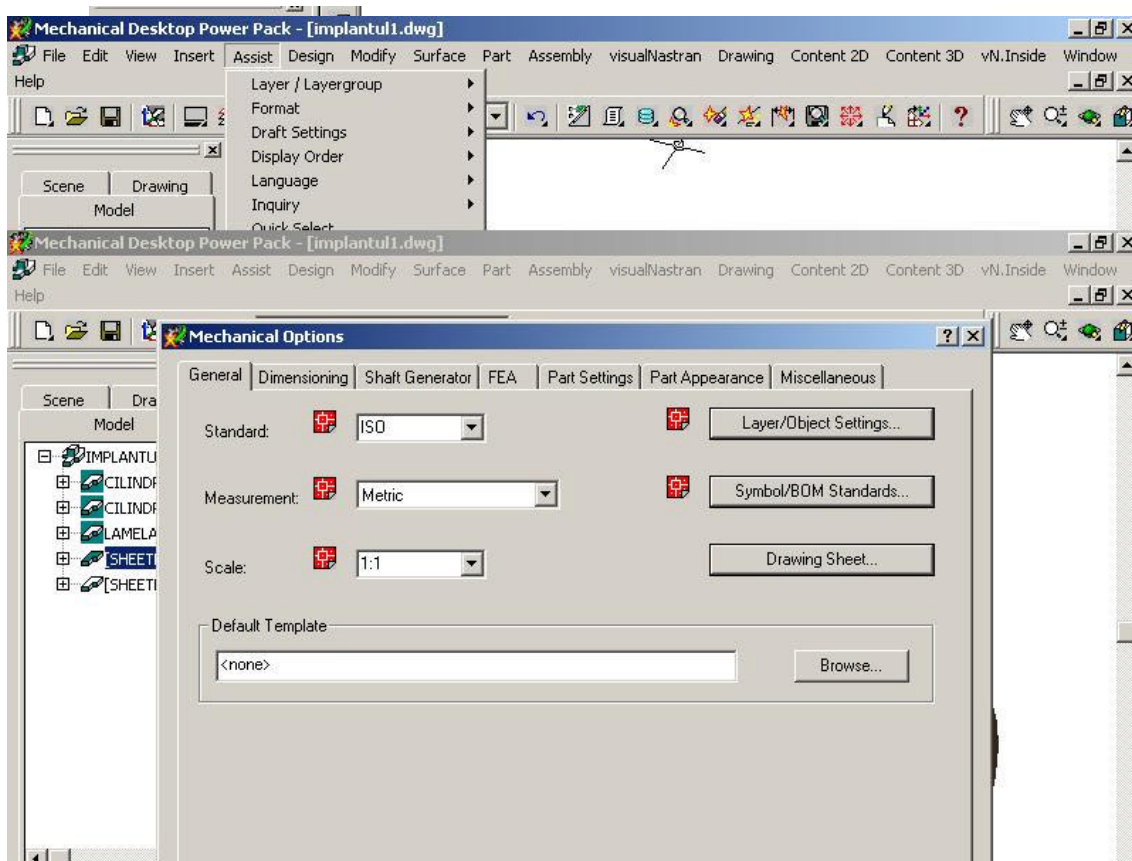 Mechanical Desktop Power Pack - [implantul1.dwg]
File Edit View Insert Assist Design Modify Surface Part Assembly visualNastran Drawing Content 2D Content 3D vN.Inside Window
Help
Layer / Layergroup
Format
Draft Settings
Display Order
Language
Inquiry
Quick Select
Scene Drawing
Model
Mechanical Desktop Power Pack - [implantul1.dwg]
File Edit View Insert Assist Design Modify Surface Part Assembly visualNastran Drawing Content 2D Content 3D vN.Inside Window
Help
Mechanical Options
General Dimensioning Shaft Generator FEA Part Settings Part Appearance Miscellaneous
Scene Dra
Model
IMPLANTU
CILINDR
CILINDR
LAMELA
[SHEETI
[SHEETI
Standard: ISO Layer/Object Settings...
Measurement: Metric Symbol/BOM Standards...
Scale: 1:1 Drawing Sheet...
Default Template
<none> Browse...